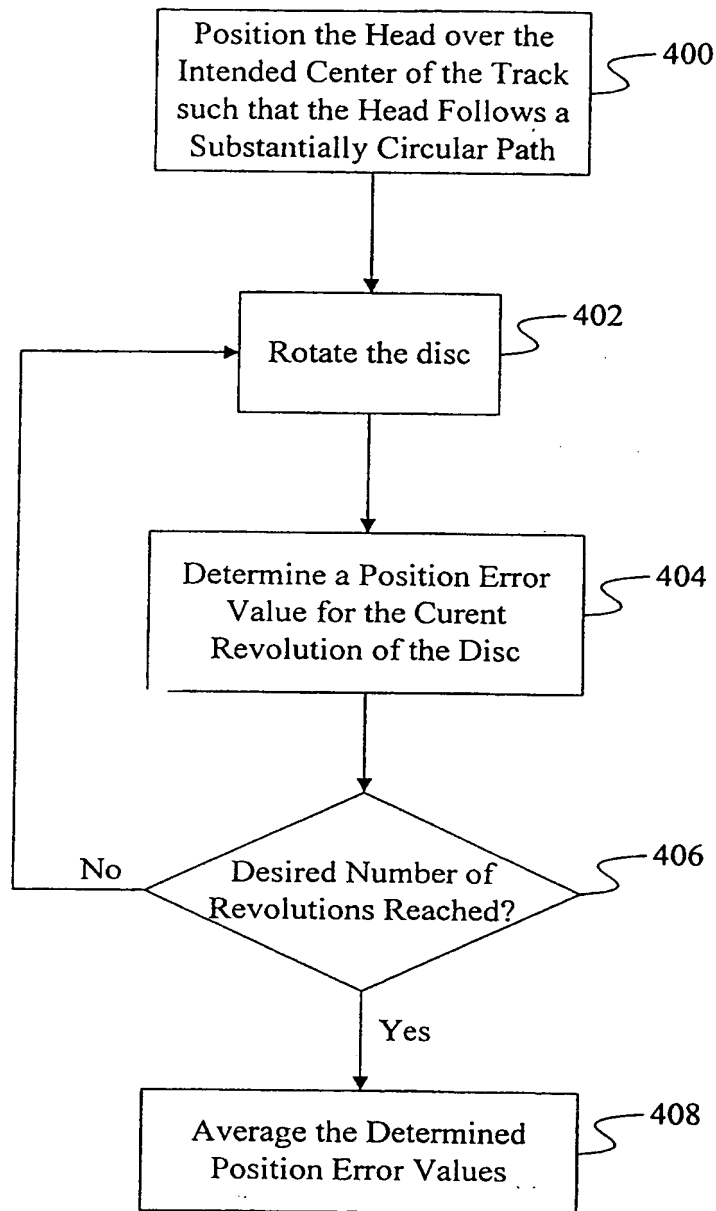 Position the Head over the
Intended Center of the Track
such that the Head Follows a
Substantially Circular Path
400
Rotate the disc
402
Determine a Position Error
Value for the Curent
Revolution of the Disc
404
Desired Number of
Revolutions Reached?
406
No
Yes
Average the Determined
Position Error Values
408